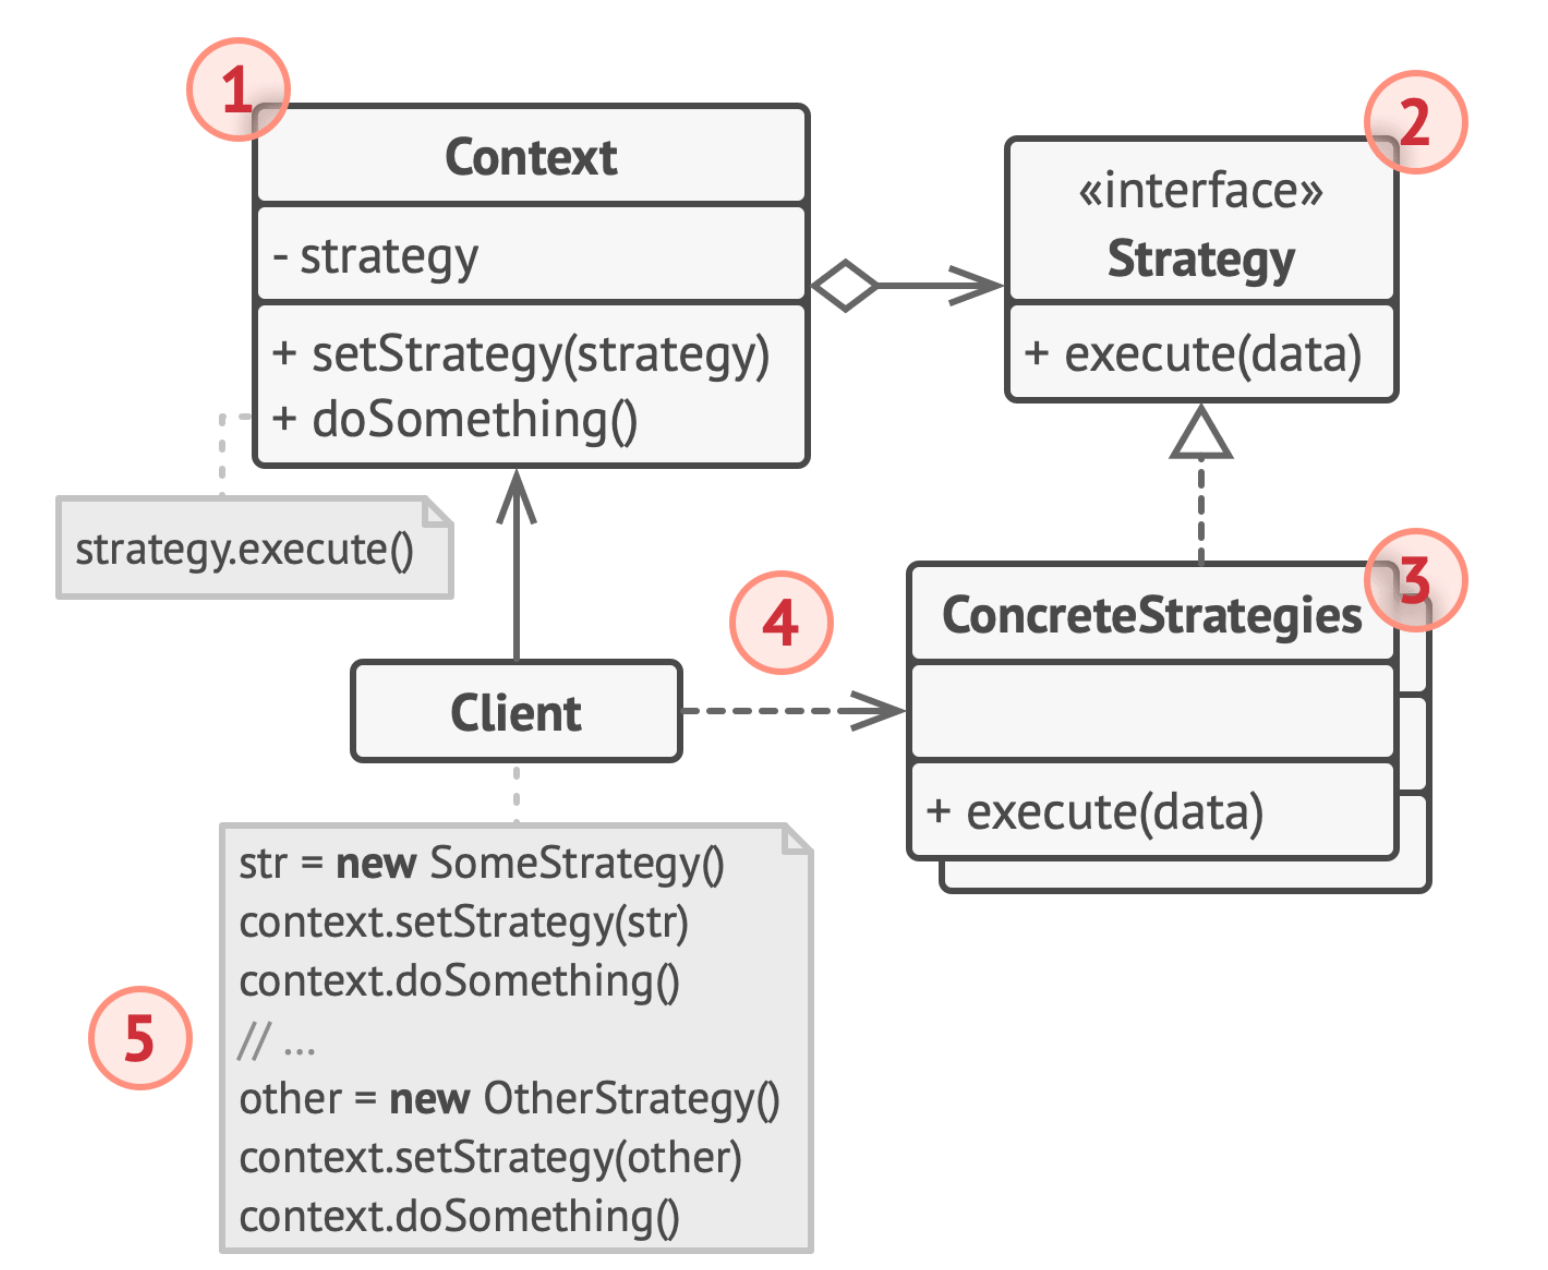 1
Context
- strategy
+ setStrategy(strategy)
+ doSomething()
strategy.execute()
2
«interface»
Strategy
+ execute(data)
3
ConcreteStrategies
+ execute(data)
4
Client
5
str = new SomeStrategy()
context.setStrategy(str)
context.doSomething()
// ...
other = new OtherStrategy()
context.setStrategy(other)
context.doSomething()